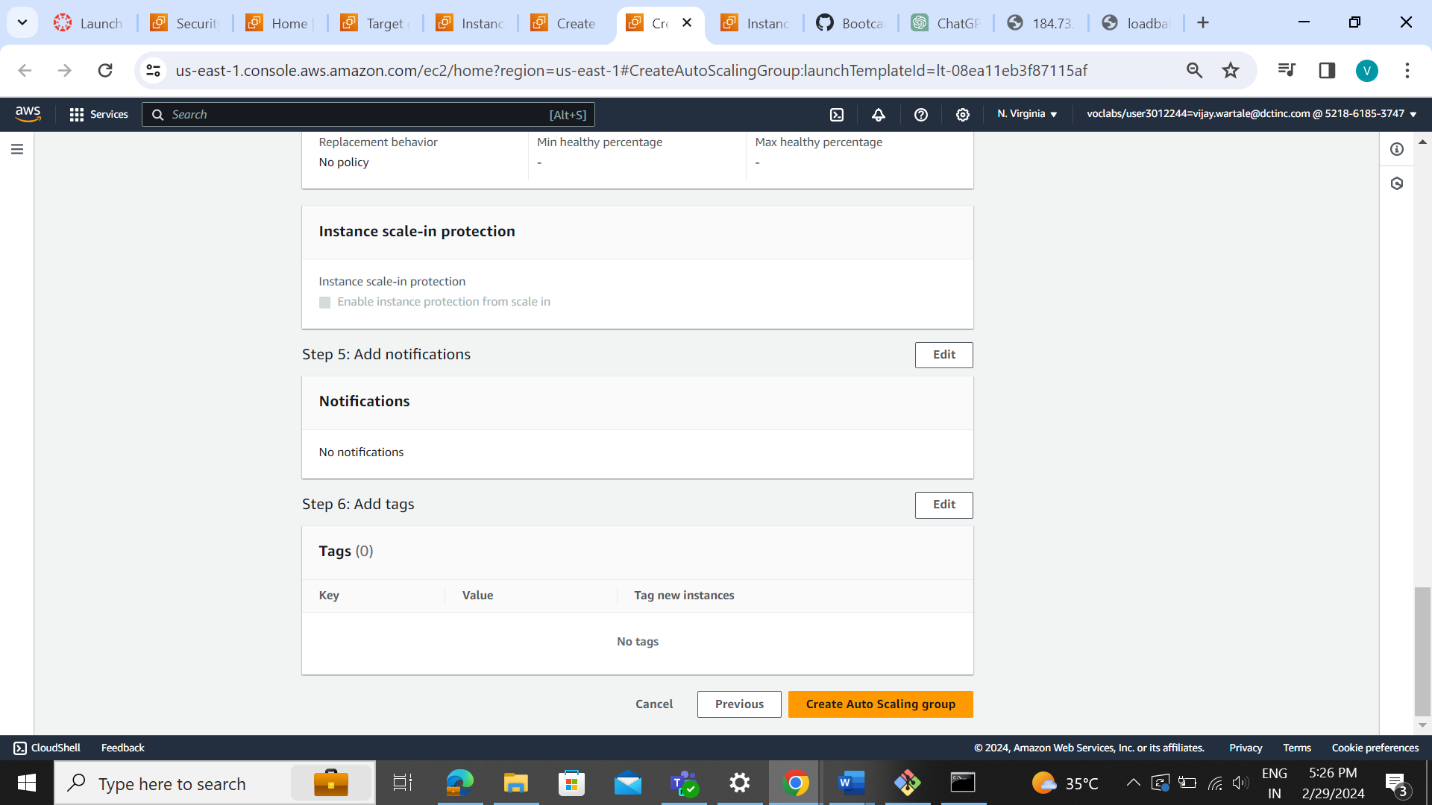 Launch
Securit
Home
Target
Instanc
Create
Cre
Instanc
Bootca
ChatGP
184.73.
loadba
us-east-1.console.aws.amazon.com/ec2/home?region=us-east-1#CreateAutoScalingGroup:launchTemplateId=lt-08ea11eb3f87115af
V
aws
Services
Search
[Alt+S]
N. Virginia
voclabs/user3012244=vijay.wartale@dctinc.com @ 5218-6185-3747
Replacement behavior
Min healthy percentage
Max healthy percentage
No policy
-
-
Instance scale-in protection
Instance scale-in protection
Enable instance protection from scale in
Step 5: Add notifications
Edit
Notifications
No notifications
Step 6: Add tags
Edit
Tags (0)
Key
Value
Tag new instances
No tags
Cancel
Previous
Create Auto Scaling group
CloudShell
Feedback
© 2024, Amazon Web Services, Inc. or its affiliates.
Privacy
Terms
Cookie preferences
Type here to search
35°C
ENG
IN
5:26 PM
2/29/2024
3